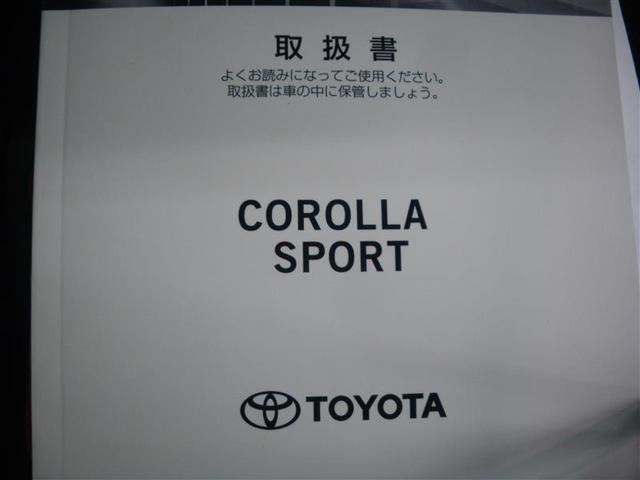 取扱書
よくお読みになってご使用ください。
取扱書は車の中に保管しましょう。
COROLLA
SPORT
TOYOTA